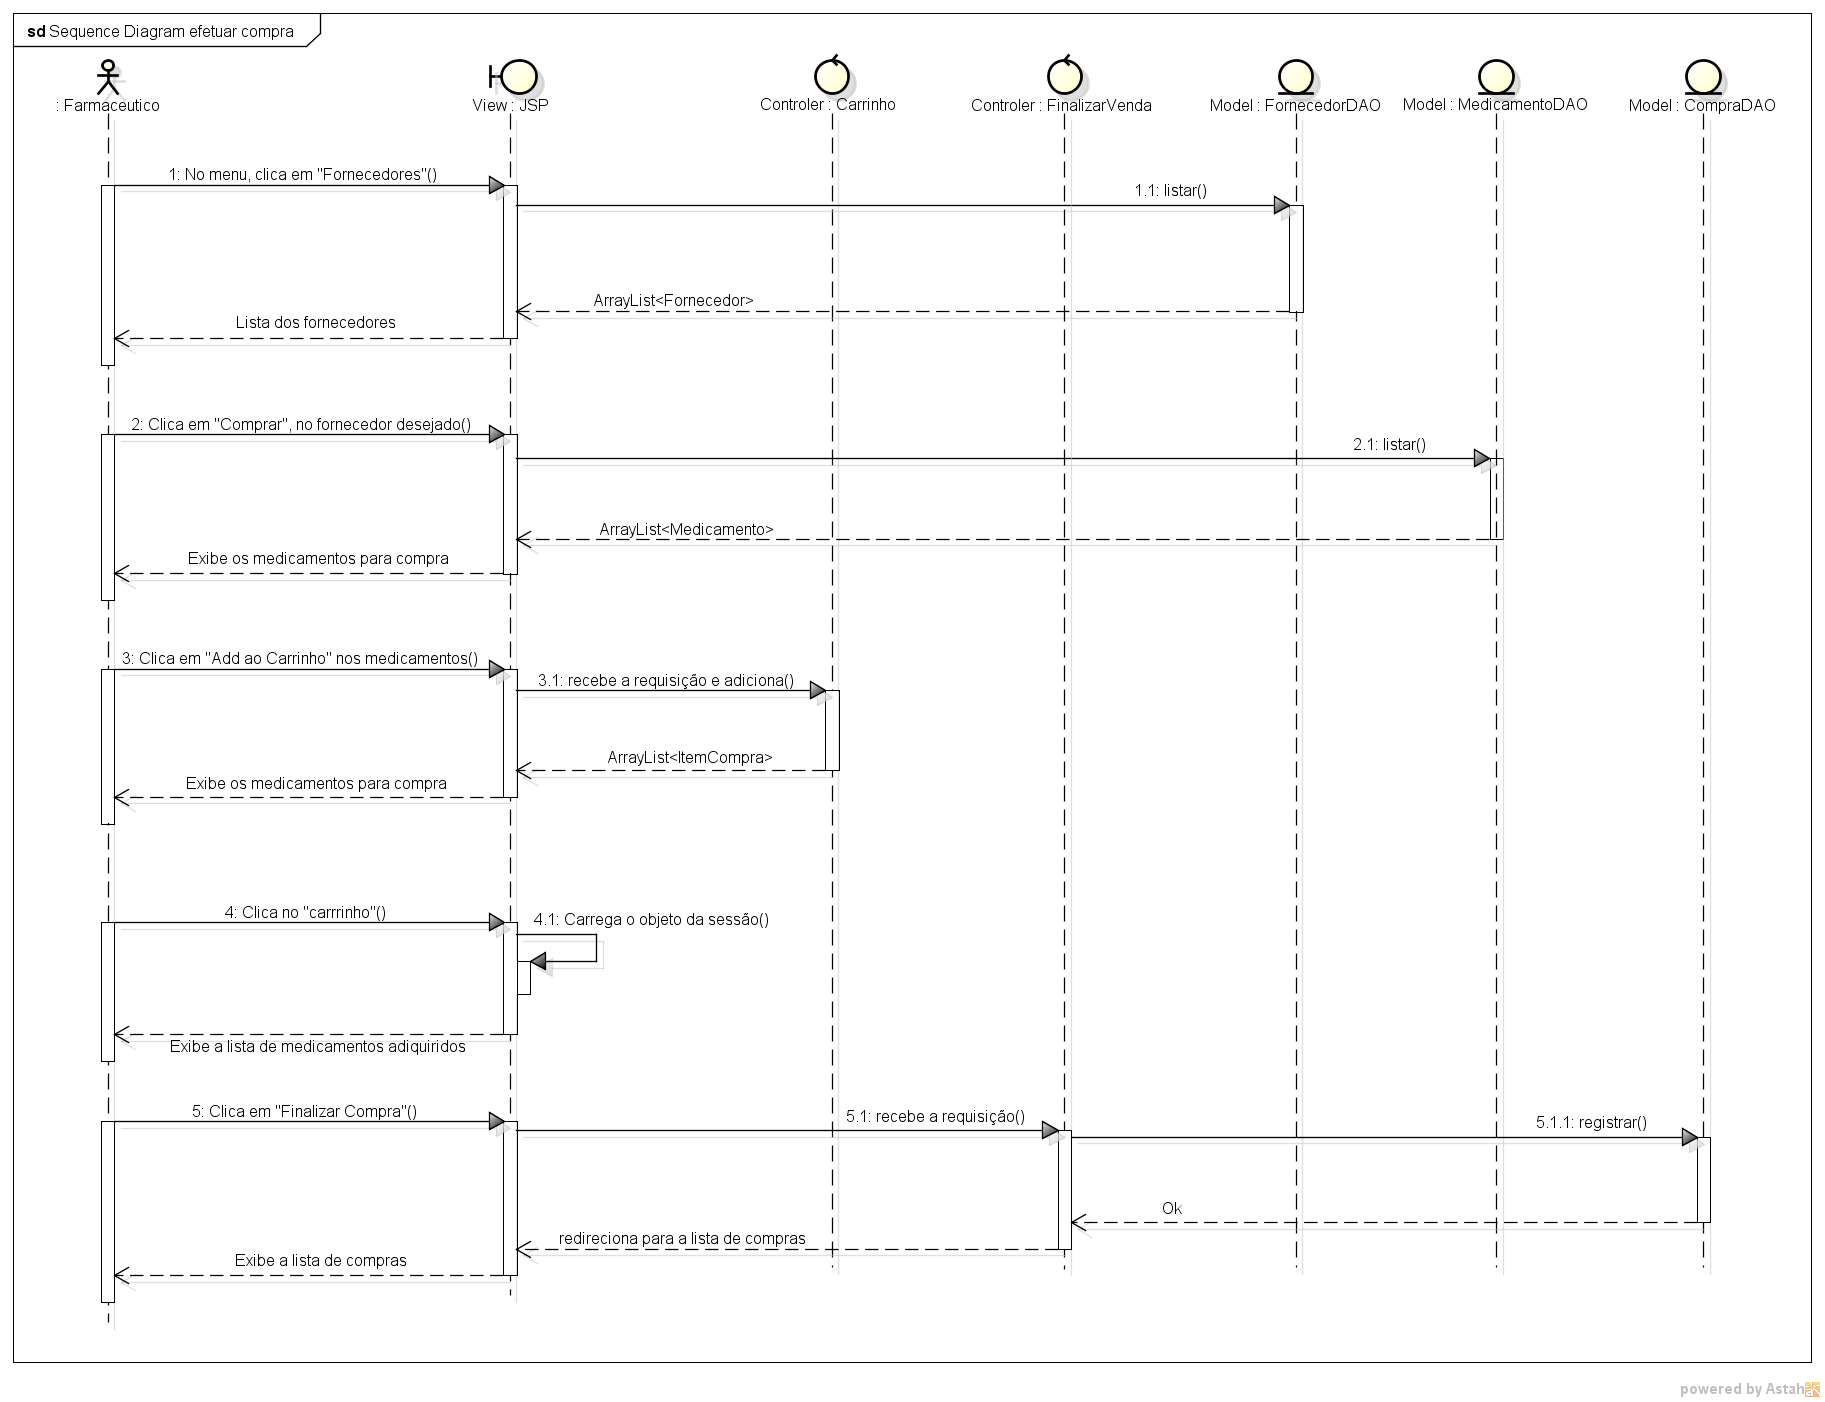 sd Sequence Diagram efetuar compra
: Farmacêutico
View : JSP
Controler : Carrinho
Controler : FinalizarVenda
Model : FornecedorDAO
Model : MedicamentoDAO
Model : CompraDAO
1: No menu, clica em "Fornecedores"()
1.1: listar()
ArrayList<Fornecedor>
Lista dos fornecedores
2: Clica em "Comprar", no fornecedor desejado()
2.1: listar()
ArrayList<Medicamento>
Exibe os medicamentos para compra
3: Clica em "Add ao Carrinho" nos medicamentos()
3.1: recebe a requisição e adiciona()
ArrayList<ItemCompra>
Exibe os medicamentos para compra
4: Clica no "carrrinho"()
4.1: Carrega o objeto da sessão()
Exibe a lista de medicamentos adiquiridos
5: Clica em "Finalizar Compra"()
5.1: recebe a requisição()
5.1.1: registrar()
Ok
redireciona para a lista de compras
Exibe a lista de compras
powered by Astah